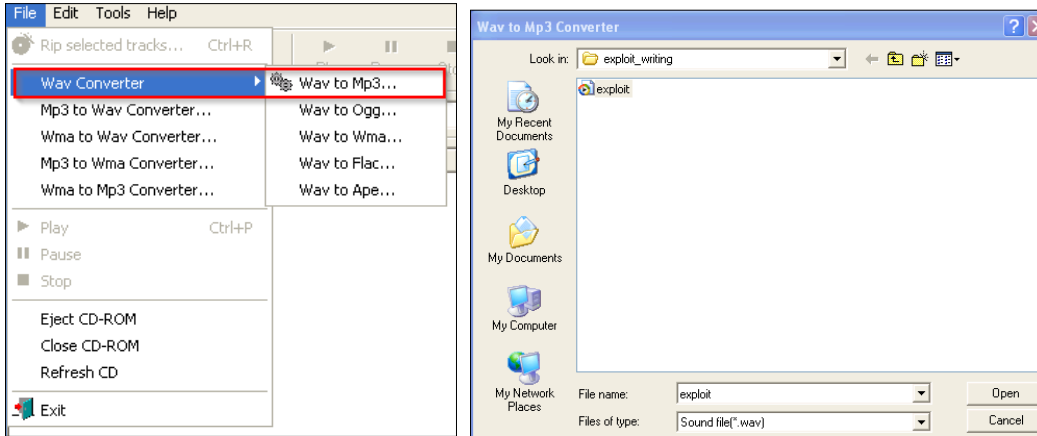 File Edit Tools Help
Rip selected tracks... Ctrl+R
Wav Converter
Mp3 to Wav Converter...
Wma to Wav Converter...
Mp3 to Wma Converter...
Wma to Mp3 Converter...
Play Ctrl+P
Pause
Stop
Eject CD-ROM
Close CD-ROM
Refresh CD
Exit
Wav to Mp3...
Wav to Ogg...
Wav to Wma...
Wav to Flac...
Wav to Ape...
Wav to Mp3 Converter
Look in: exploit_writing
exploit
My Recent
Documents
Desktop
My Documents
My Computer
My Network
Places
File name: exploit Open
Files of type: Sound file(*.wav) Cancel